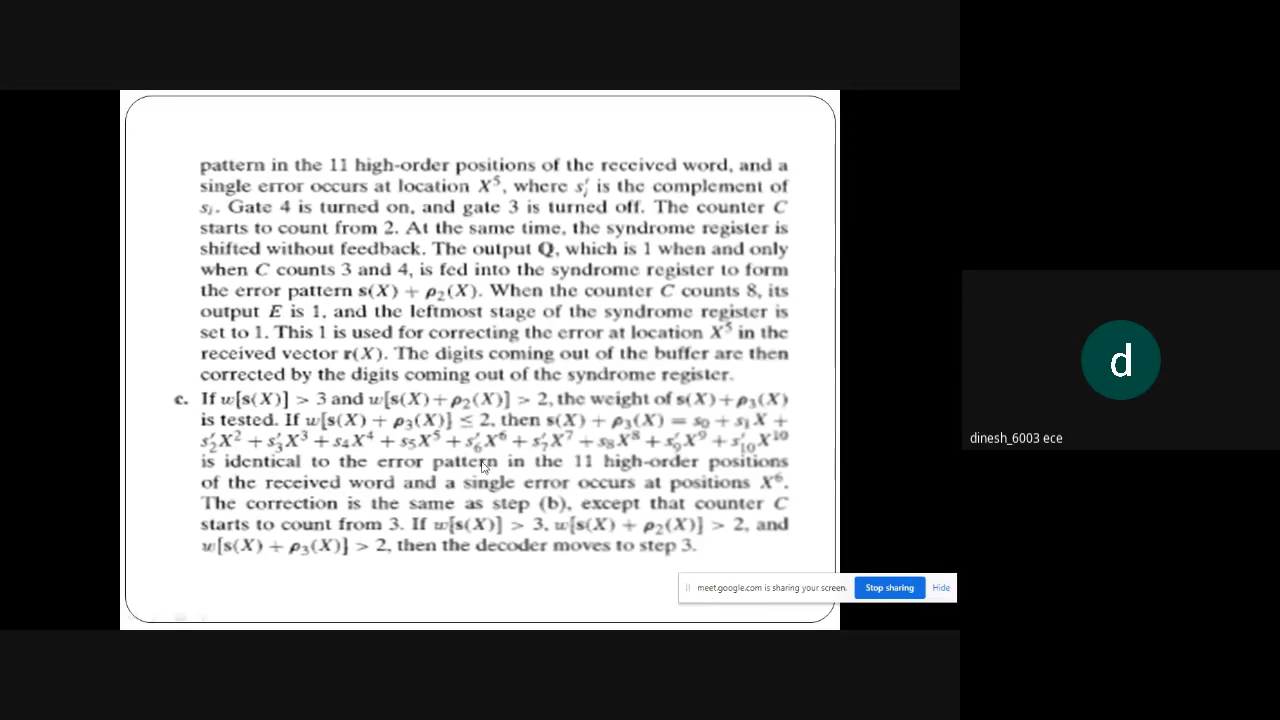 pattern in the 11 high-order positions of the received word, and a
single error occurs at location X⁵, where s′ⱼ is the complement of
sⱼ. Gate 4 is turned on, and gate 3 is turned off. The counter C
starts to count from 2. At the same time, the syndrome register is
shifted without feedback. The output Q, which is 1 when and only
when C counts 3 and 4, is fed into the syndrome register to form
the error pattern s(X) + ρ₂(X). When the counter C counts 8, its
output E is 1, and the leftmost stage of the syndrome register is
set to 1. This 1 is used for correcting the error at location X⁵ in the
received vector r(X). The digits coming out of the buffer are then
corrected by the digits coming out of the syndrome register.
c. If w[s(X)] > 3 and w[s(X)+ρ₂(X)] > 2, the weight of s(X)+ρ₃(X)
is tested. If w[s(X) + ρ₃(X)] ≤ 2, then s(X) + ρ₃(X) = s₀ + s₁X +
s′₂X² + s′₃X³ + s₄X⁴ + s₅X⁵ + s′₆X⁶ + s′₇X⁷ + s₈X⁸ + s′₉X⁹ + s′₁₀X¹⁰
is identical to the error pattern in the 11 high-order positions
of the received word and a single error occurs at positions X⁶.
The correction is the same as step (b), except that counter C
starts to count from 3. If w[s(X)] > 3, w[s(X) + ρ₂(X)] > 2, and
w[s(X) + ρ₃(X)] > 2, then the decoder moves to step 3.
meet.google.com is sharing your screen. Stop sharing Hide
d
dinesh_6003 ece